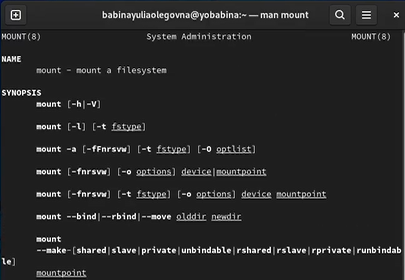 babinayuliaolegovna@yobabina:~ — man mount
MOUNT(8) System Administration MOUNT(8)
NAME
mount - mount a filesystem
SYNOPSIS
mount [-h|-V]
mount [-l] [-t fstype]
mount -a [-fFnrsvw] [-t fstype] [-O optlist]
mount [-fnrsvw] [-o options] device|mountpoint
mount [-fnrsvw] [-t fstype] [-o options] device mountpoint
mount --bind|--rbind|--move olddir newdir
mount
--make-[shared|slave|private|unbindable|rshared|rslave|rprivate|runbindab
le]
mountpoint